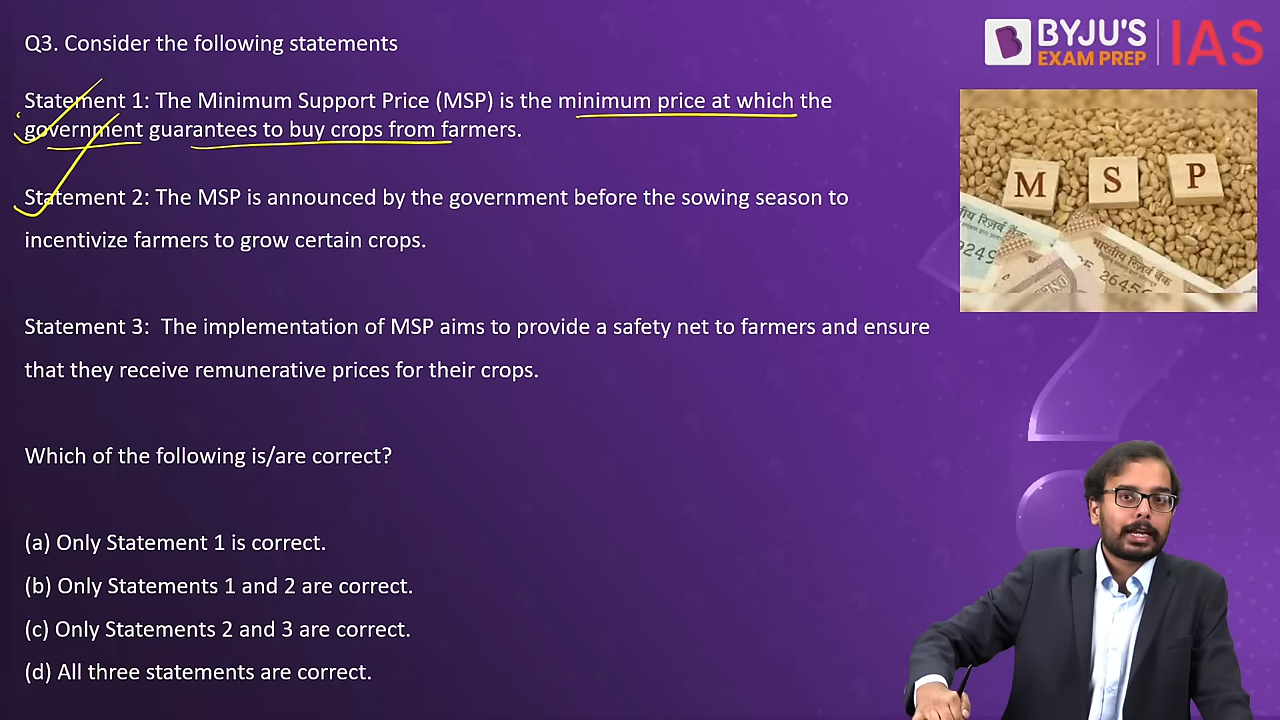 Q3. Consider the following statements
BYJU'S
EXAM PREP
IAS
Statement 1: The Minimum Support Price (MSP) is the minimum price at which the
government guarantees to buy crops from farmers.
M S P
Statement 2: The MSP is announced by the government before the sowing season to
incentivize farmers to grow certain crops.
भारतीय रिज़र्व बैंक
Statement 3:  The implementation of MSP aims to provide a safety net to farmers and ensure
that they receive remunerative prices for their crops.
Which of the following is/are correct?
(a) Only Statement 1 is correct.
(b) Only Statements 1 and 2 are correct.
(c) Only Statements 2 and 3 are correct.
(d) All three statements are correct.